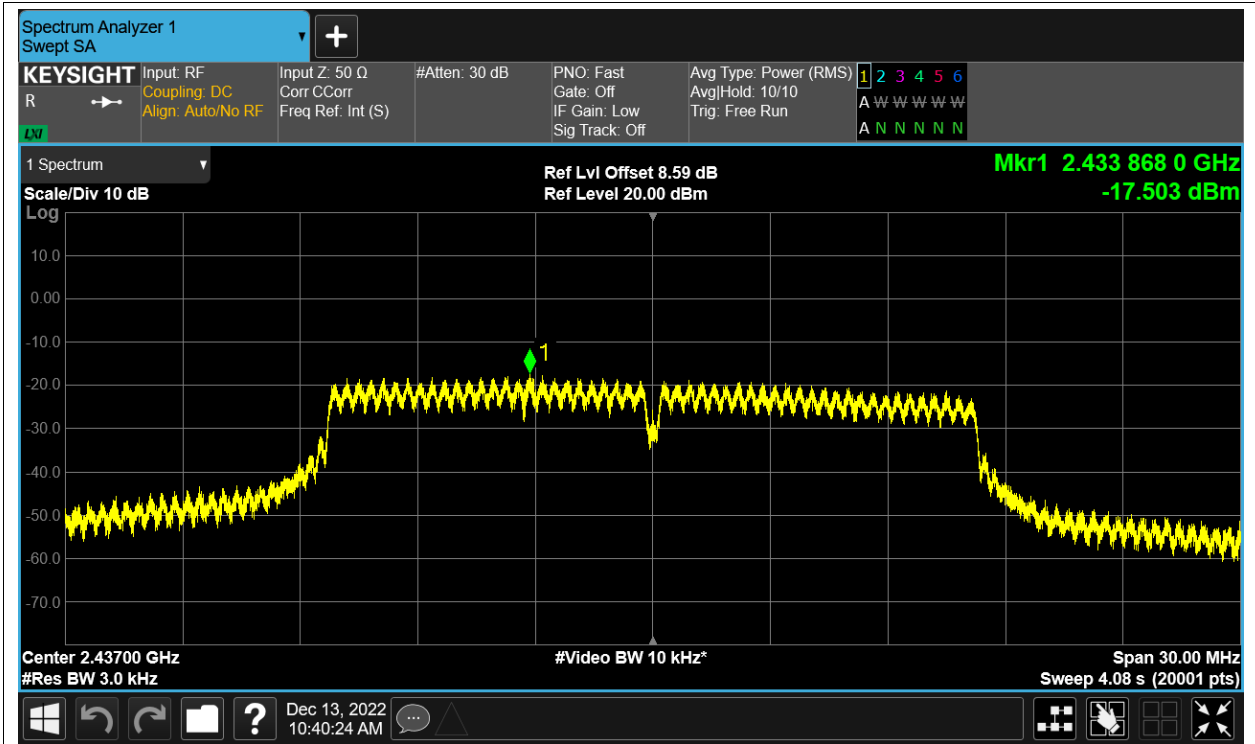 Spectrum Analyzer 1
Swept SA
KEYSIGHT
R
LXI
Input: RF
Coupling: DC
Align: Auto/No RF
Input Z: 50 Ω
Corr CCorr
Freq Ref: Int (S)
#Atten: 30 dB
PNO: Fast
Gate: Off
IF Gain: Low
Sig Track: Off
Avg Type: Power (RMS)
Avg|Hold: 10/10
Trig: Free Run
1 2 3 4 5 6
A W W W W W
A N N N N N
1 Spectrum
Scale/Div 10 dB
Ref Lvl Offset 8.59 dB
Ref Level 20.00 dBm
Mkr1 2.433 868 0 GHz
-17.503 dBm
Log
10.0
0.00
-10.0
1
-20.0
-30.0
-40.0
-50.0
-60.0
-70.0
Center 2.43700 GHz
#Video BW 10 kHz*
Span 30.00 MHz
#Res BW 3.0 kHz
Sweep 4.08 s (20001 pts)
?
Dec 13, 2022
10:40:24 AM